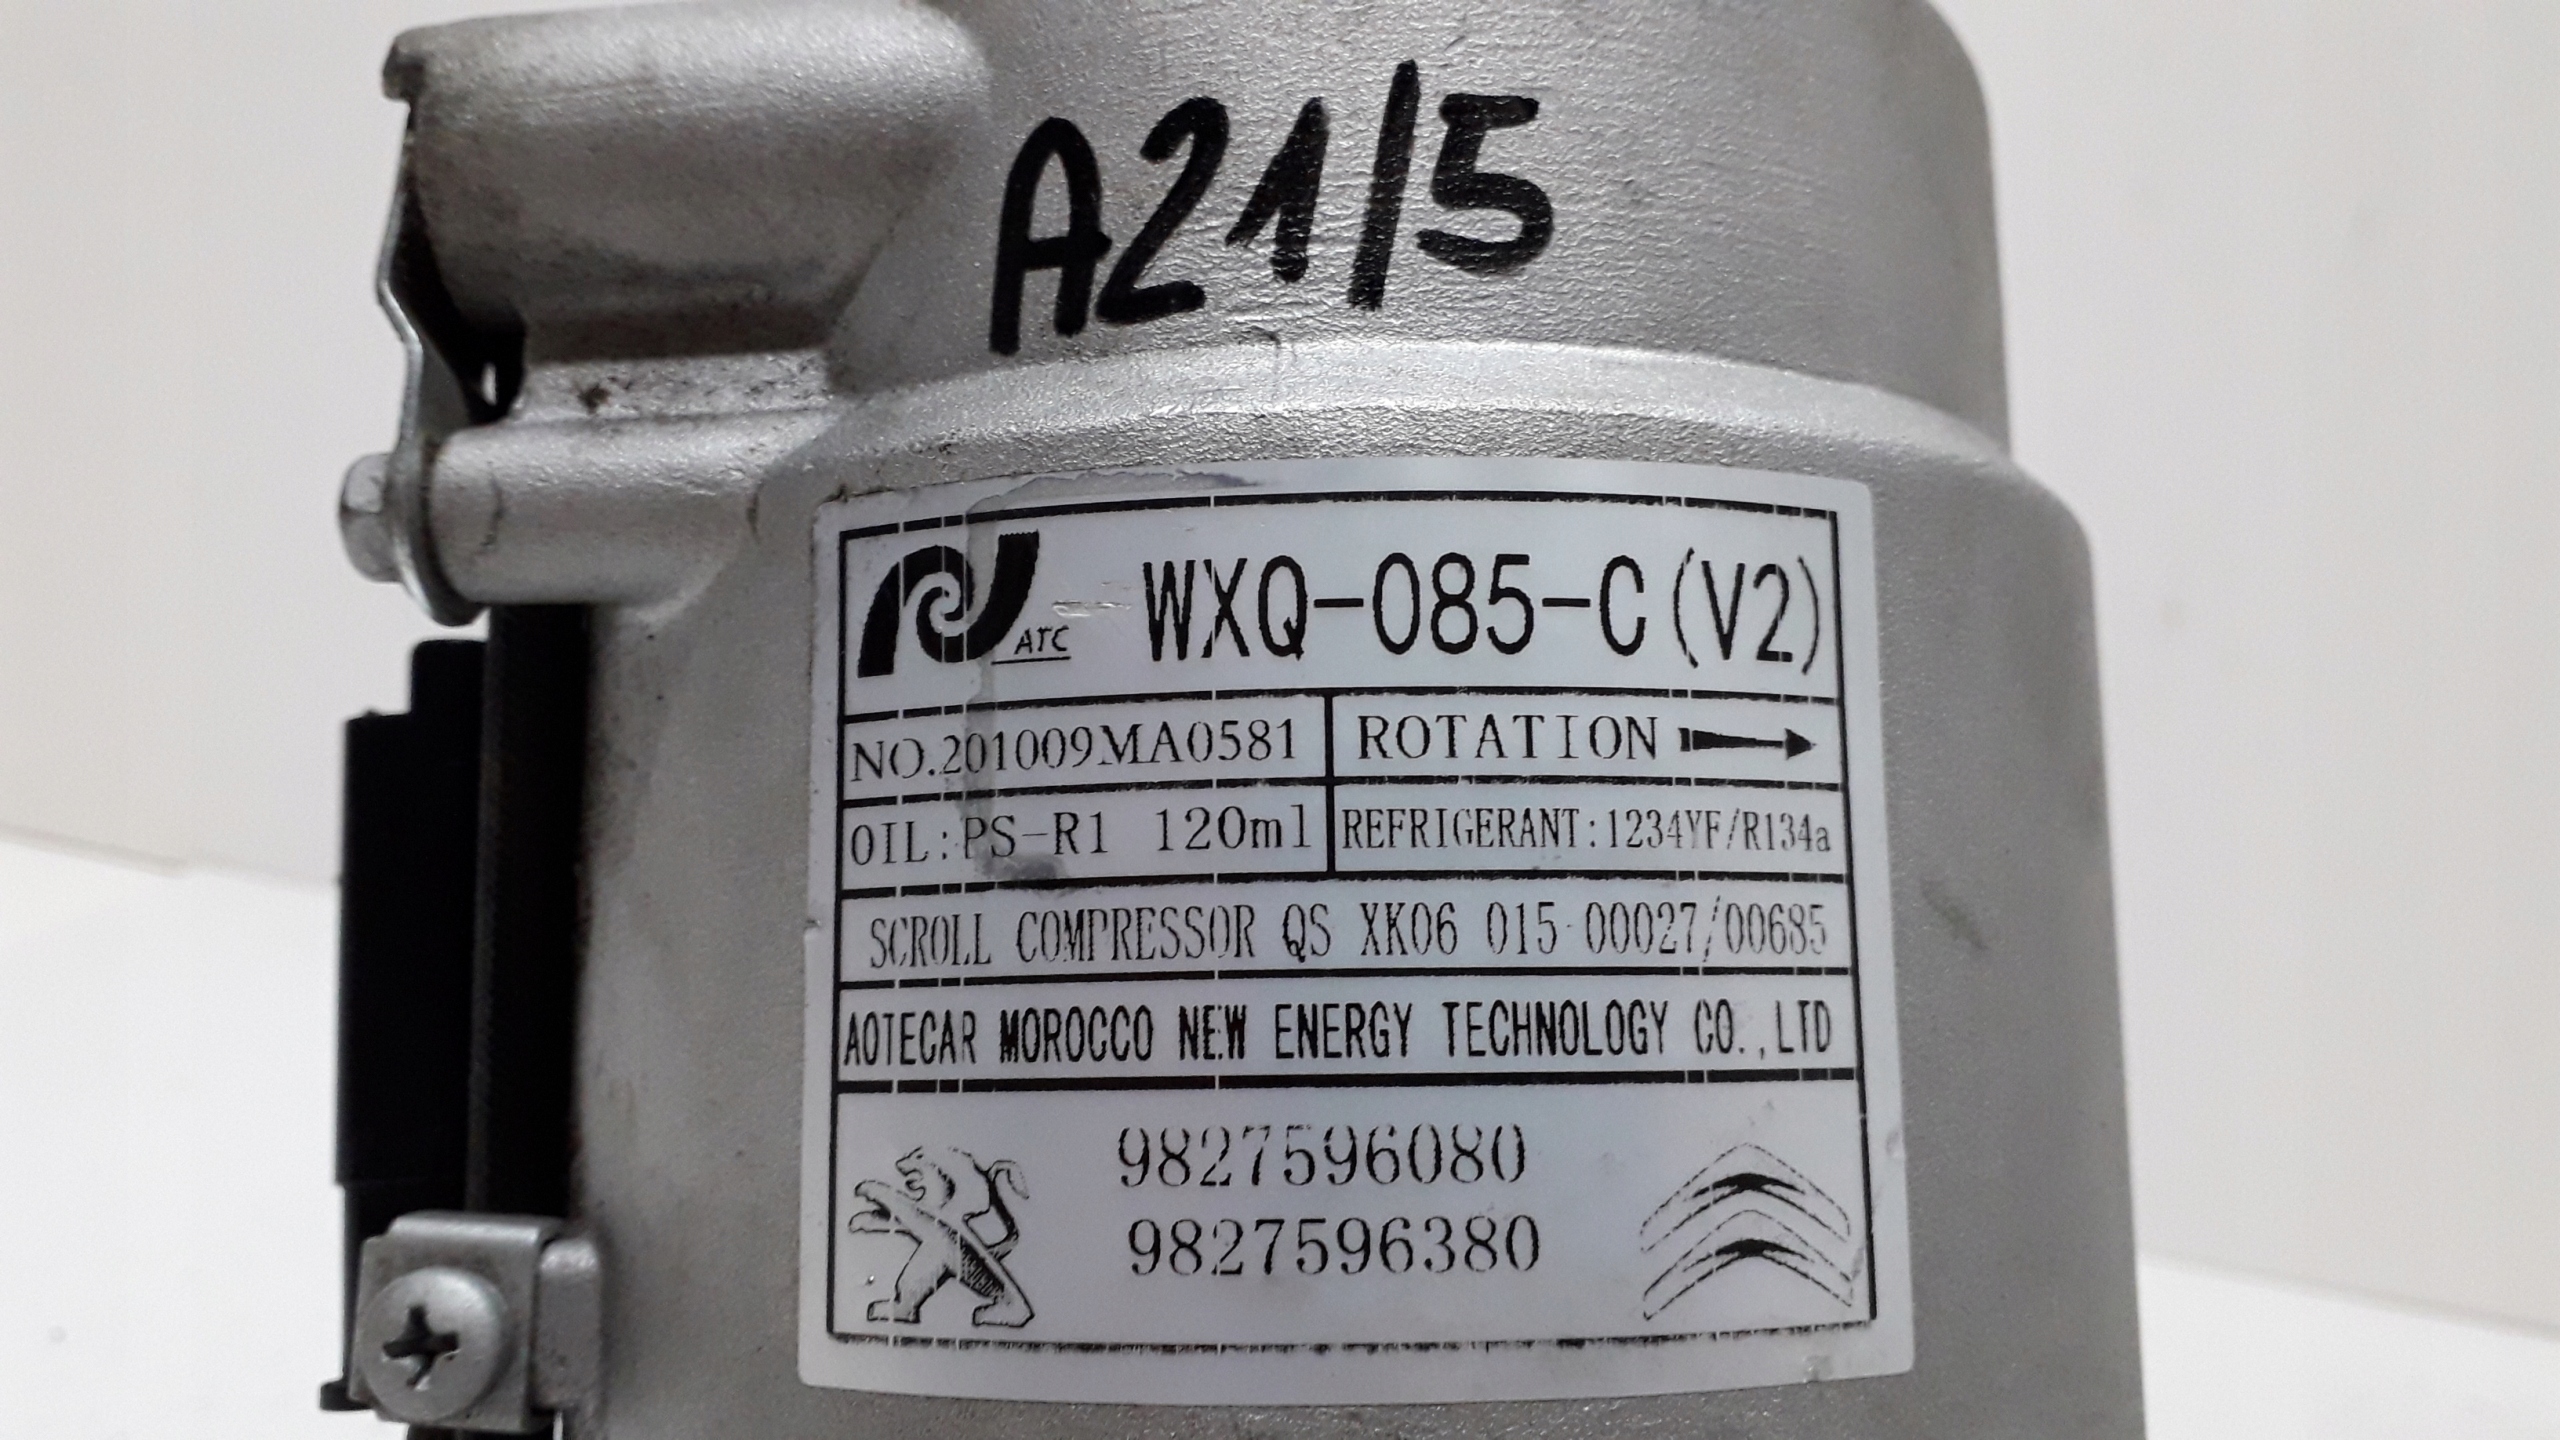 A21/5
ATC WXQ-085-C(V2)
NO.201009MA0581 ROTATION
OIL:PS-R1 120ml REFRIGERANT:1234YF/R134a
SCROLL COMPRESSOR QS XK06 015 00027/00685
AOTECAR MOROCCO NEW ENERGY TECHNOLOGY CO.,LTD
9827596080
9827596380